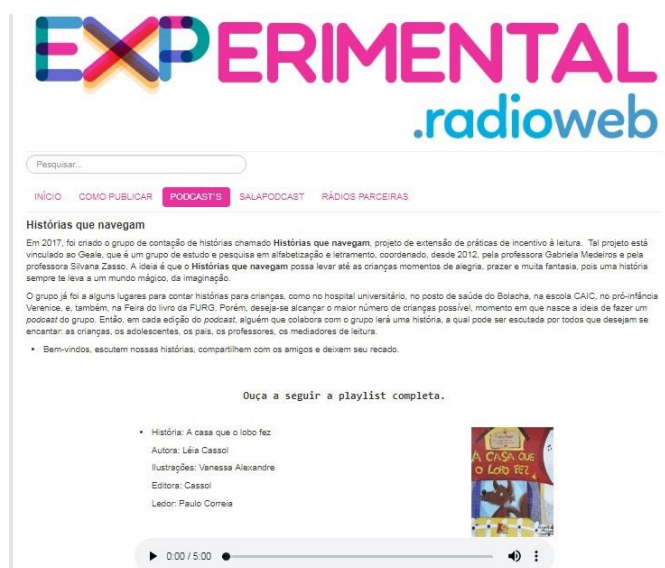 EXPERIMENTAL
.radioweb
Pesquisar...
INÍCIO COMO PUBLICAR PODCAST'S SALAPODCAST RÁDIOS PARCEIRAS
Histórias que navegam
Em 2017, foi criado o grupo de contação de histórias chamado Histórias que navegam, projeto de extensão de práticas de incentivo à leitura. Tal projeto está
vinculado ao Geale, que é um grupo de estudo e pesquisa em alfabetização e letramento, coordenado, desde 2012, pela professora Gabriela Medeiros e pela
professora Silvana Zasso. A ideia é que o Histórias que navegam possa levar até as crianças momentos de alegria, prazer e muita fantasia, pois uma história
sempre te leva a um mundo mágico, da imaginação.
O grupo já foi a alguns lugares para contar histórias para crianças, como no hospital universitário, no posto de saúde do Bolacha, na escola CAIC, no pró-infância
Verenice, e, também, na Feira do livro da FURG. Porém, deseja-se alcançar o maior número de crianças possível, momento em que nasce a ideia de fazer um
podcast do grupo. Então, em cada edição do podcast, alguém que colabora com o grupo lerá uma história, a qual pode ser escutada por todos que desejam se
encantar: as crianças, os adolescentes, os pais, os professores, os mediadores de leitura.
• Bem-vindos, escutem nossas histórias, compartilhem com os amigos e deixem seu recado.
Ouça a seguir a playlist completa.
• História: A casa que o lobo fez
Autora: Léia Cassol
Ilustrações: Vanessa Alexandre
Editora: Cassol
Ledor: Paulo Correia
A CASA QUE
O LOBO FEZ
0:00 / 5:00